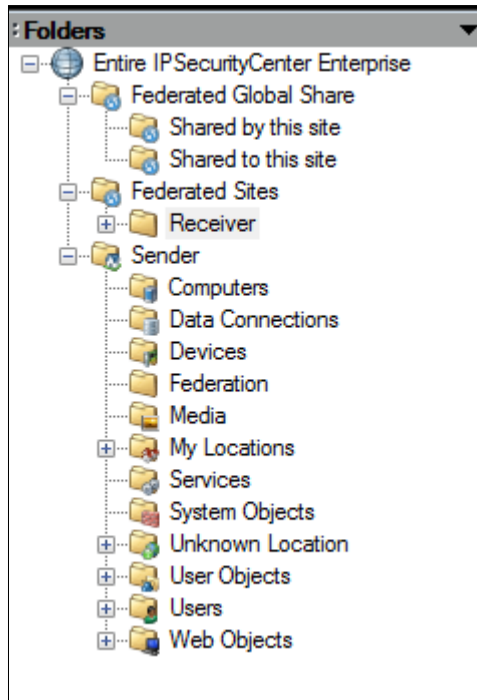 Folders
Entire IPSecurityCenter Enterprise
Federated Global Share
Shared by this site
Shared to this site
Federated Sites
Receiver
Sender
Computers
Data Connections
Devices
Federation
Media
My Locations
Services
System Objects
Unknown Location
User Objects
Users
Web Objects